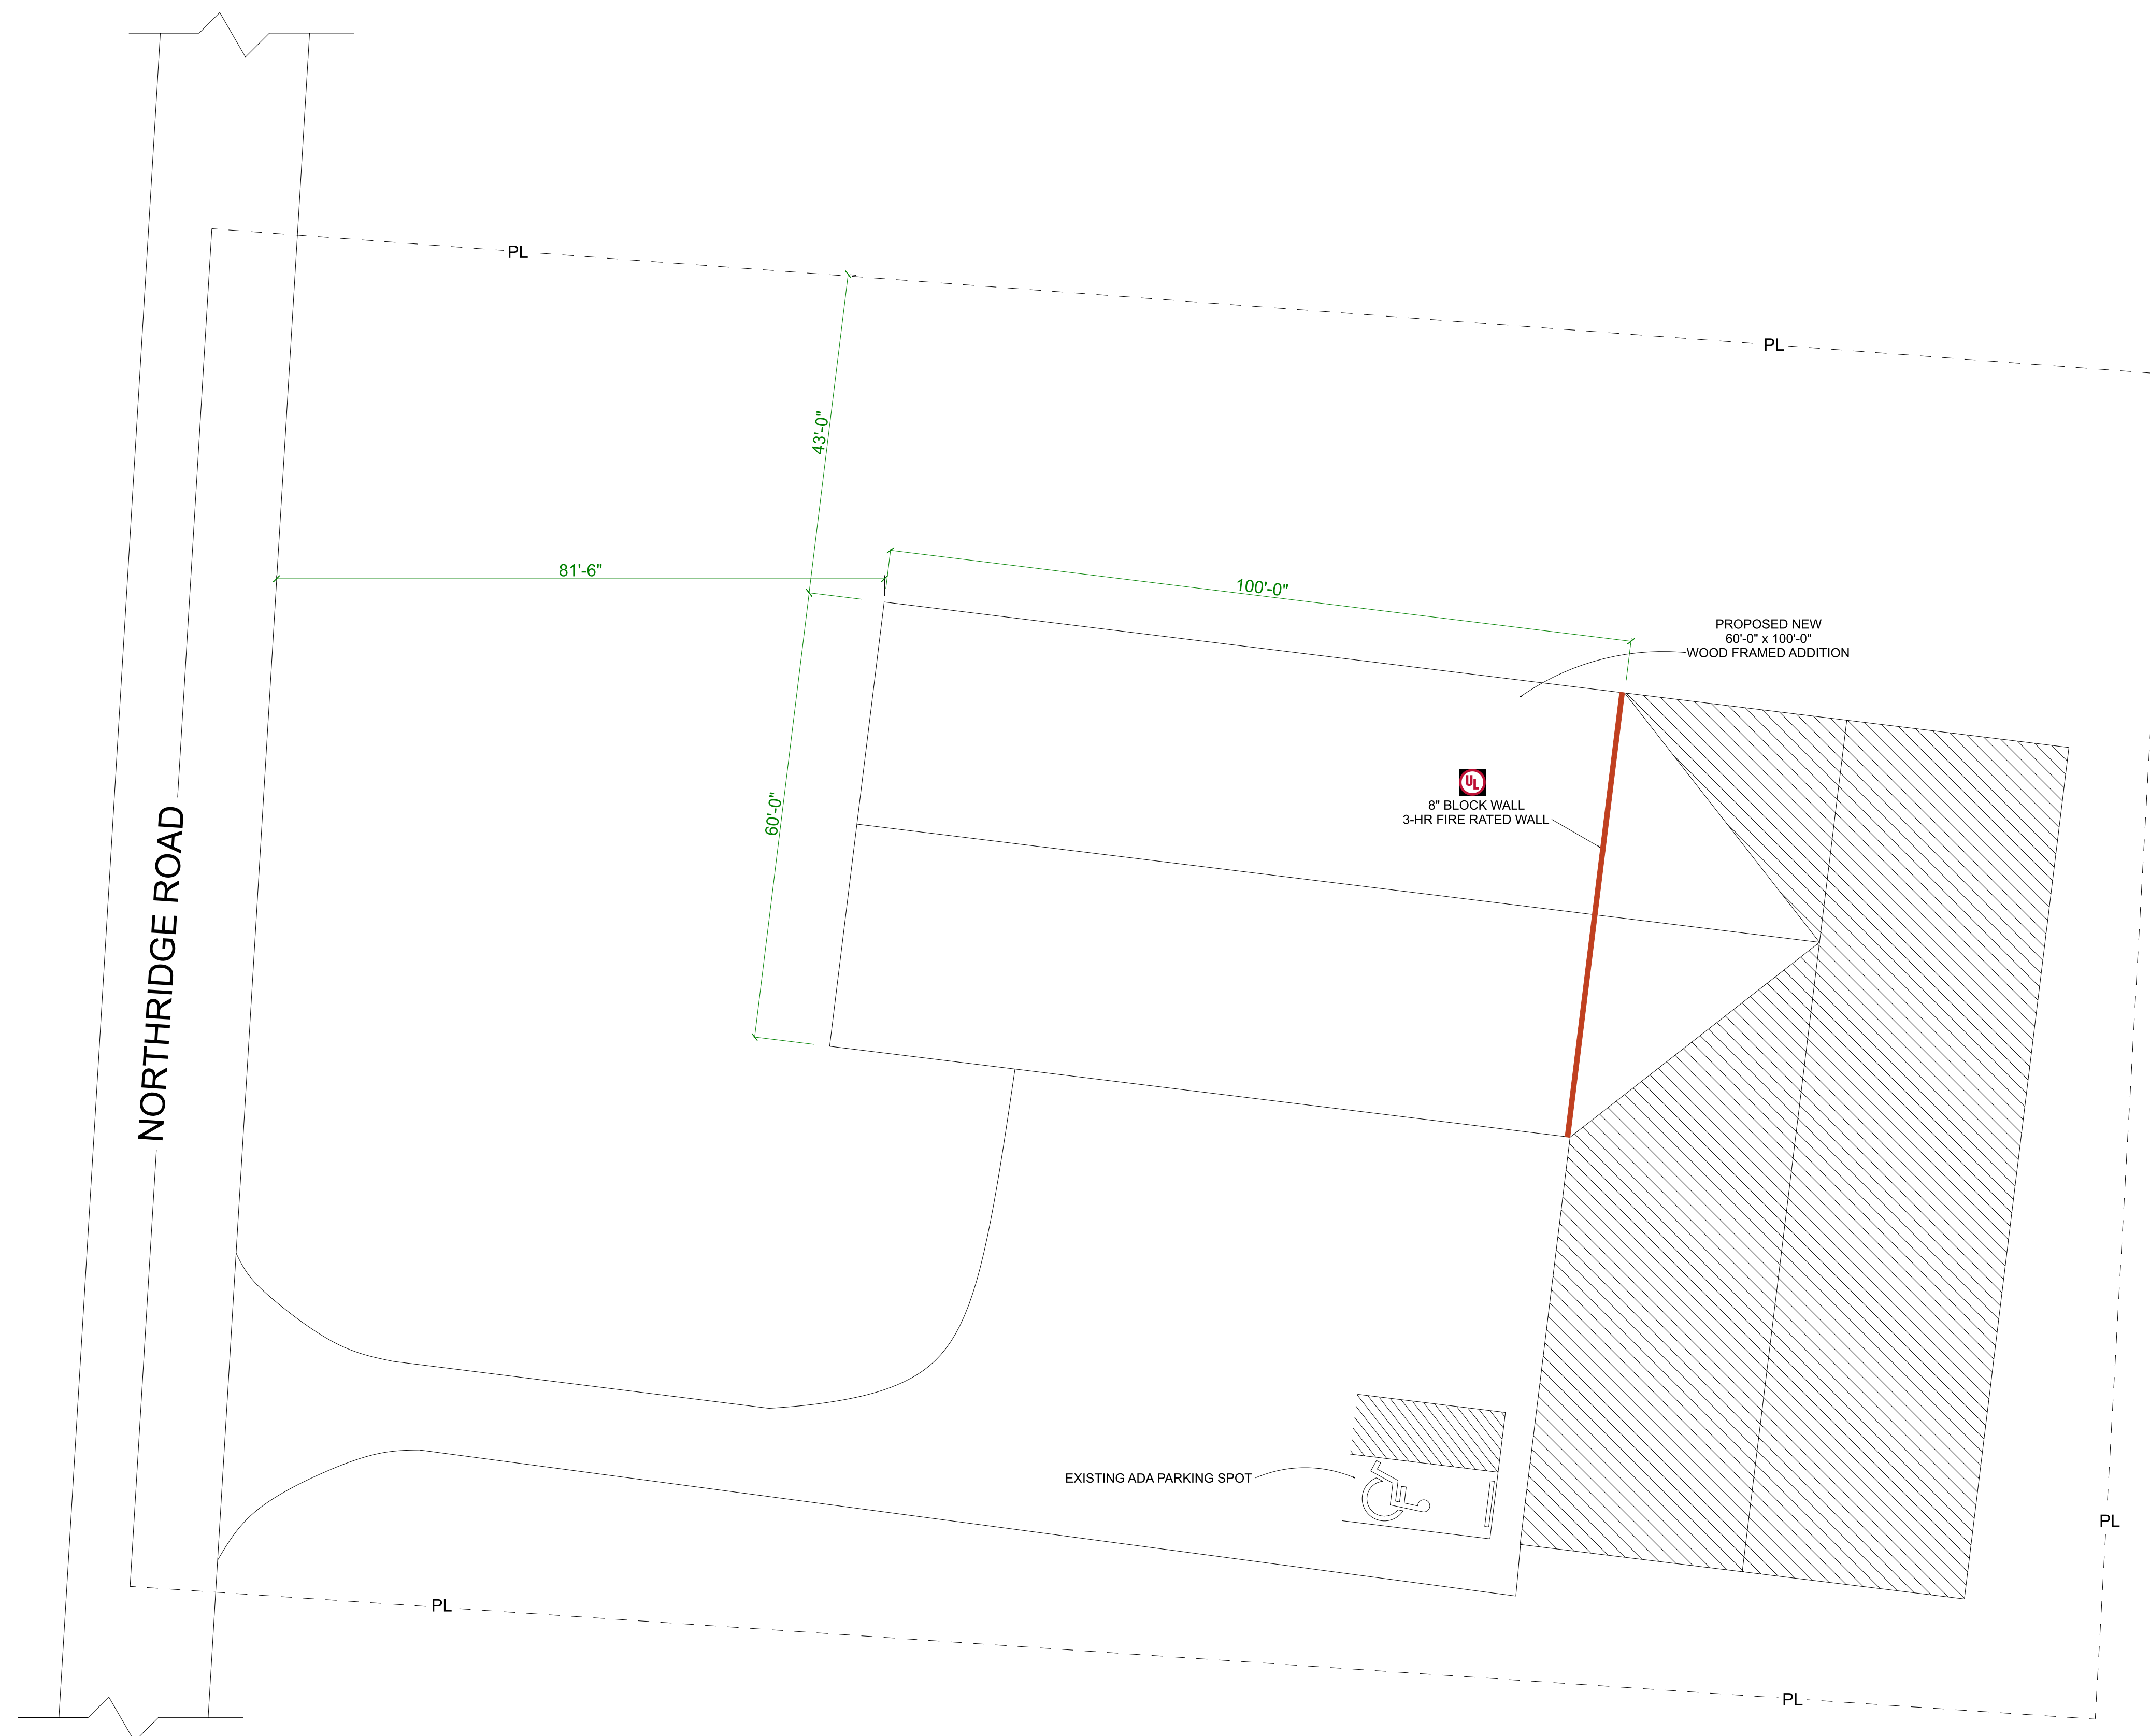 PL
PL
43'-0"
81'-6"
100'-0"
PROPOSED NEW
60'-0" x 100'-0"
WOOD FRAMED ADDITION
UL
8" BLOCK WALL
3-HR FIRE RATED WALL
60'-0"
NORTHRIDGE ROAD
EXISTING ADA PARKING SPOT
PL
PL
PL